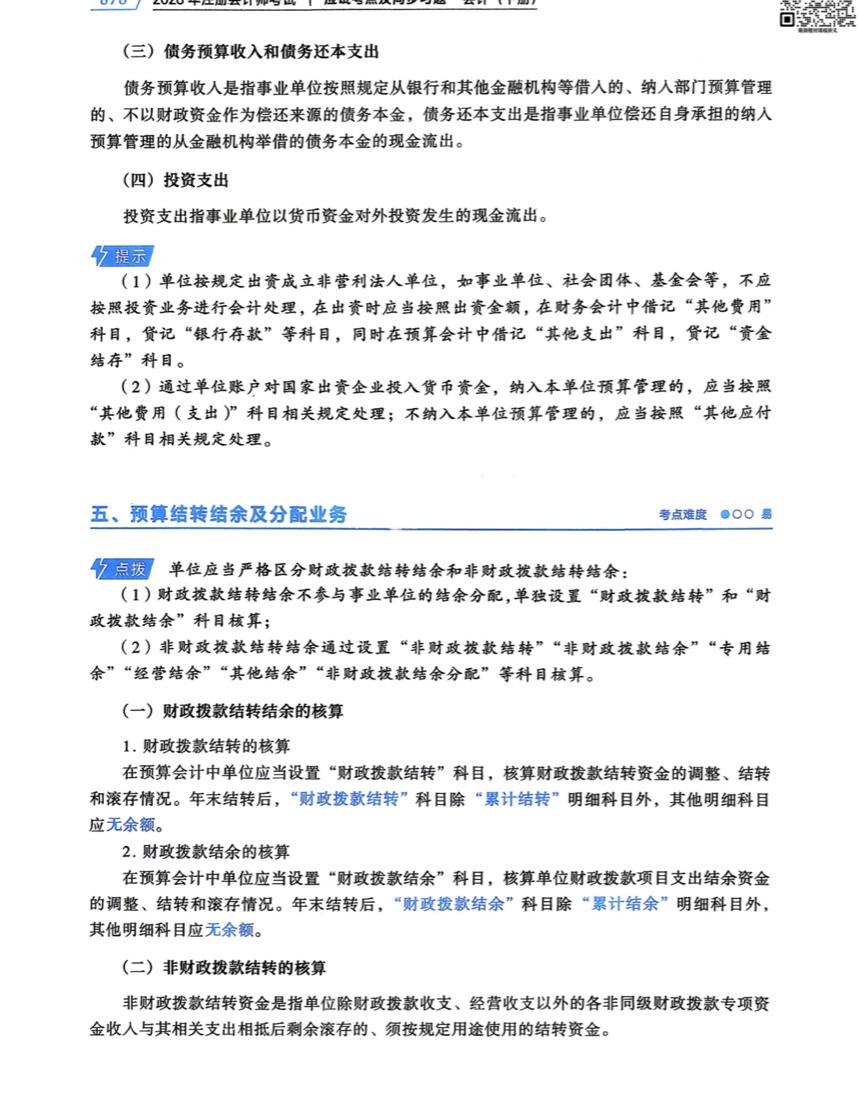 （三）债务预算收入和债务还本支出
债务预算收入是指事业单位按照规定从银行和其他金融机构等借入的、纳入部门预算管理
的、不以财政资金作为偿还来源的债务本金，债务还本支出是指事业单位偿还自身承担的纳入
预算管理的从金融机构举借的债务本金的现金流出。
（四）投资支出
投资支出指事业单位以货币资金对外投资发生的现金流出。
提示
（1）单位按规定出资成立非营利法人单位，如事业单位、社会团体、基金会等，不应
按照投资业务进行会计处理，在出资时应当按照出资金额，在财务会计中借记“其他费用”
科目，贷记“银行存款”等科目，同时在预算会计中借记“其他支出”科目，贷记“资金
结存”科目。
（2）通过单位账户对国家出资企业投入货币资金，纳入本单位预算管理的，应当按照
“其他费用（支出）”科目相关规定处理；不纳入本单位预算管理的，应当按照“其他应付
款”科目相关规定处理。
五、预算结转结余及分配业务 考点难度 ●○○ 易
点拨 单位应当严格区分财政拨款结转结余和非财政拨款结转结余：
（1）财政拨款结转结余不参与事业单位的结余分配，单独设置“财政拨款结转”和“财
政拨款结余”科目核算；
（2）非财政拨款结转结余通过设置“非财政拨款结转”“非财政拨款结余”“专用结
余”“经营结余”“其他结余”“非财政拨款结余分配”等科目核算。
（一）财政拨款结转结余的核算
1. 财政拨款结转的核算
在预算会计中单位应当设置“财政拨款结转”科目，核算财政拨款结转资金的调整、结转
和滚存情况。年末结转后，“财政拨款结转”科目除“累计结转”明细科目外，其他明细科目
应无余额。
2. 财政拨款结余的核算
在预算会计中单位应当设置“财政拨款结余”科目，核算单位财政拨款项目支出结余资金
的调整、结转和滚存情况。年末结转后，“财政拨款结余”科目除“累计结余”明细科目外，
其他明细科目应无余额。
（二）非财政拨款结转的核算
非财政拨款结转资金是指单位除财政拨款收支、经营收支以外的各非同级财政拨款专项资
金收入与其相关支出相抵后剩余滚存的、须按规定用途使用的结转资金。